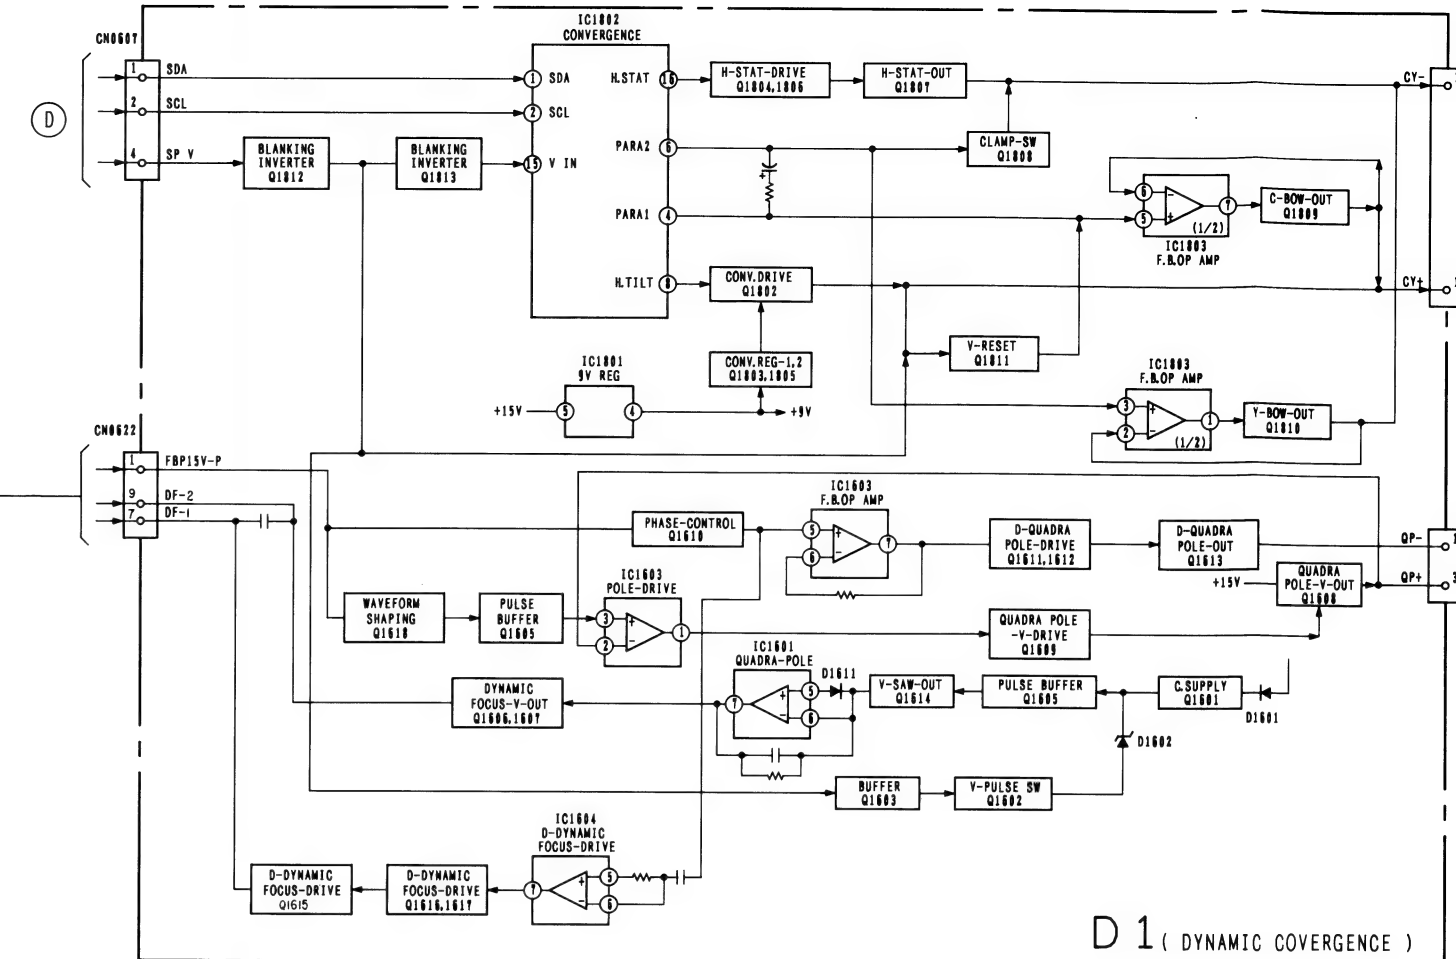 CN0607
D
1
SDA
2
SCL
4
SP V
BLANKING
INVERTER
Q1812
BLANKING
INVERTER
Q1813
IC1802
CONVERGENCE
1 SDA
2 SCL
15 V IN
H.STAT 16
PARA2 6
PARA1 4
H.TILT 8
H-STAT-DRIVE
Q1804,1806
H-STAT-OUT
Q1807
CLAMP-SW
Q1808
+
6
5
−
+
7
(1/2)
IC1803
F.B.OP AMP
C-BOW-OUT
Q1809
CY-
CY+
CONV.DRIVE
Q1802
CONV.REG-1,2
Q1803,1805
IC1801
9V REG
+15V
5
4
+9V
V-RESET
Q1811
IC1803
F.B.OP AMP
3
2
+
−
1
(1/2)
Y-BOW-OUT
Q1810
CN0622
1
FBP15V-P
9
DF-2
7
DF-1
PHASE-CONTROL
Q1610
IC1603
F.B.OP AMP
5
6
+
−
7
D-QUADRA
POLE-DRIVE
Q1611,1612
D-QUADRA
POLE-OUT
Q1613
QP-
1
QP+
3
+15V
QUADRA
POLE-V-OUT
Q1608
WAVEFORM
SHAPING
Q1618
PULSE
BUFFER
Q1605
IC1603
POLE-DRIVE
3
2
+
−
1
QUADRA POLE
-V-DRIVE
Q1609
DYNAMIC
FOCUS-V-OUT
Q1606,1607
IC1601
QUADRA-POLE
7
+
−
5
6
D1611
V-SAW-OUT
Q1614
PULSE BUFFER
Q1605
C.SUPPLY
Q1601
D1601
D1602
BUFFER
Q1603
V-PULSE SW
Q1602
IC1604
D-DYNAMIC
FOCUS-DRIVE
7
+
−
5
6
D-DYNAMIC
FOCUS-DRIVE
Q1615
D-DYNAMIC
FOCUS-DRIVE
Q1616,1617
D 1 ( DYNAMIC COVERGENCE )